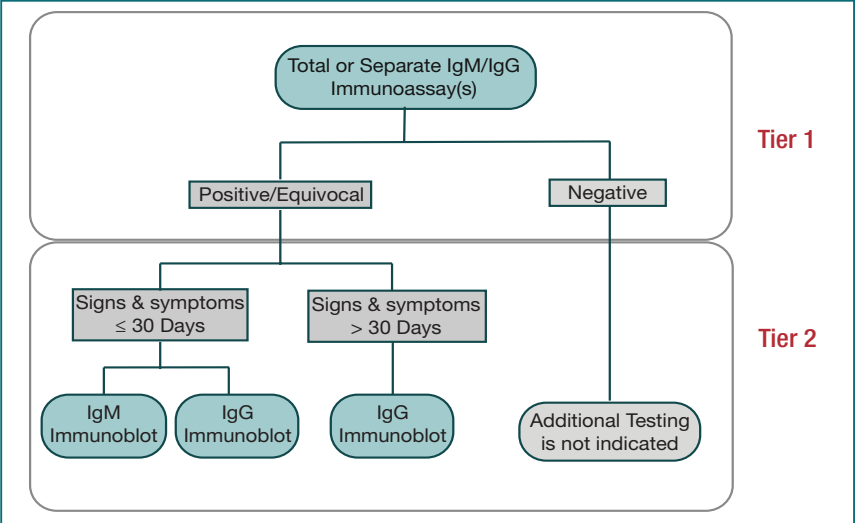 Total or Separate IgM/IgG
Immunoassay(s)
Tier 1
Positive/Equivocal
Negative
Signs & symptoms
≤ 30 Days
Signs & symptoms
> 30 Days
Tier 2
IgM
Immunoblot
IgG
Immunoblot
IgG
Immunoblot
Additional Testing
is not indicated